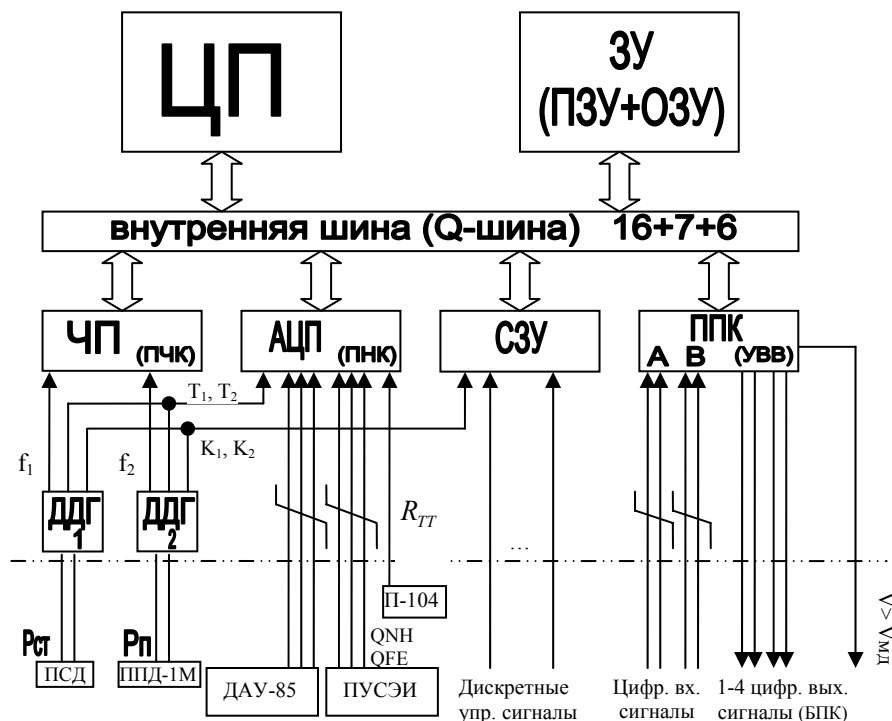 ЦП
ЗУ
(ПЗУ+ОЗУ)
внутренняя шина (Q-шина) 16+7+6
ЧП
(ПЧК)
АЦП
(ПНК)
СЗУ
ППК
А В (УВВ)
T1, T2
K1, K2
f1
f2
ДДГ
1
ДДГ
2
RTT
...
П-104
Рст
Рп
QNH
QFE
V> Vмд
ПСД
ППД-1М
ДАУ-85
ПУСЭИ
Дискретные
упр. сигналы
Цифр. вх.
сигналы
1-4 цифр. вых.
сигналы (БПК)